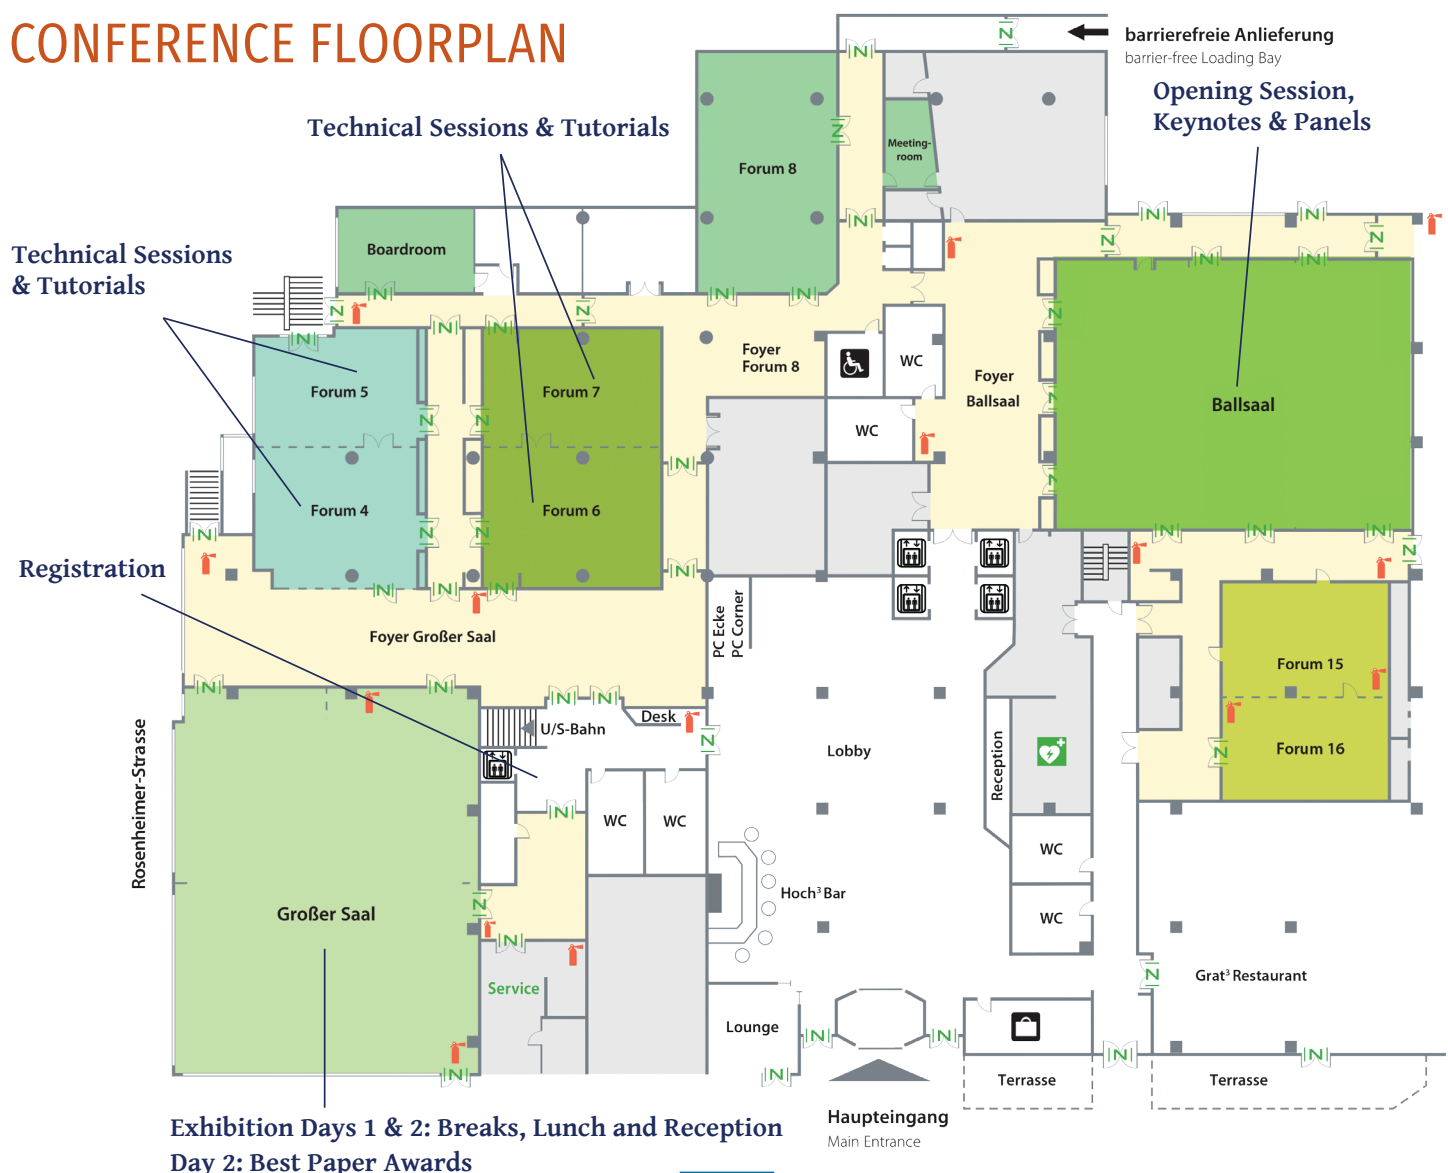 CONFERENCE FLOORPLAN
barrierefreie Anlieferung
barrier-free Loading Bay
Opening Session,
Keynotes & Panels
Technical Sessions & Tutorials
Meeting-
room
Forum 8
Boardroom
Technical Sessions
& Tutorials
Foyer
Forum 8
WC
Foyer
Ballsaal
Forum 5
Forum 7
Ballsaal
WC
Forum 4
Forum 6
Registration
PC Ecke
PC Corner
Foyer Großer Saal
Forum 15
Desk
U/S-Bahn
Rosenheimer-Strasse
Lobby
Reception
Forum 16
WC
WC
WC
Hoch³ Bar
Großer Saal
WC
Grat³ Restaurant
Service
Lounge
Terrasse
Terrasse
Haupteingang
Main Entrance
Exhibition Days 1 & 2: Breaks, Lunch and Reception
Day 2: Best Paper Awards